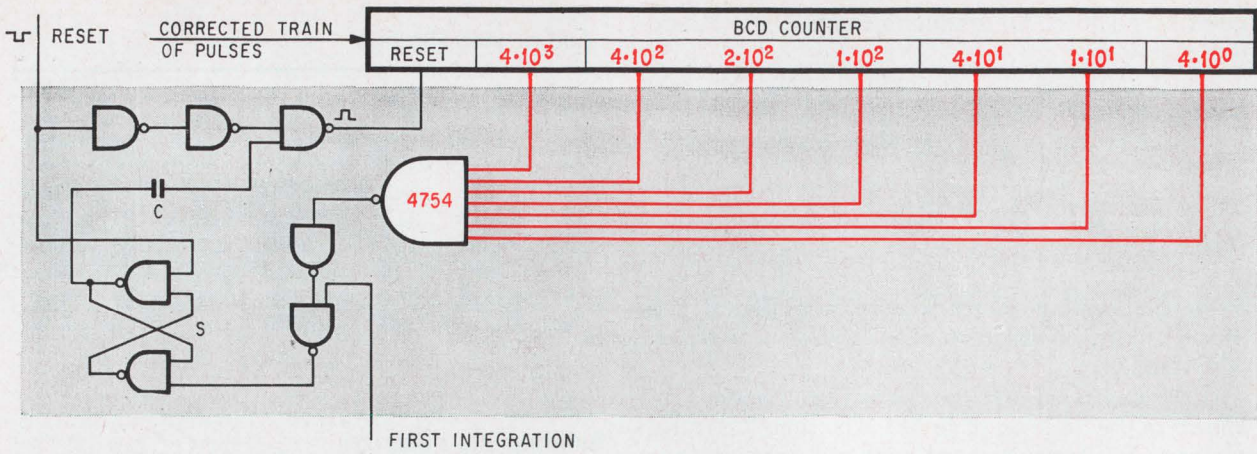 RESET
CORRECTED TRAIN
OF PULSES
BCD COUNTER
RESET 4·10³ 4·10² 2·10² 1·10² 4·10¹ 1·10¹ 4·10⁰
C
4754
S
FIRST INTEGRATION